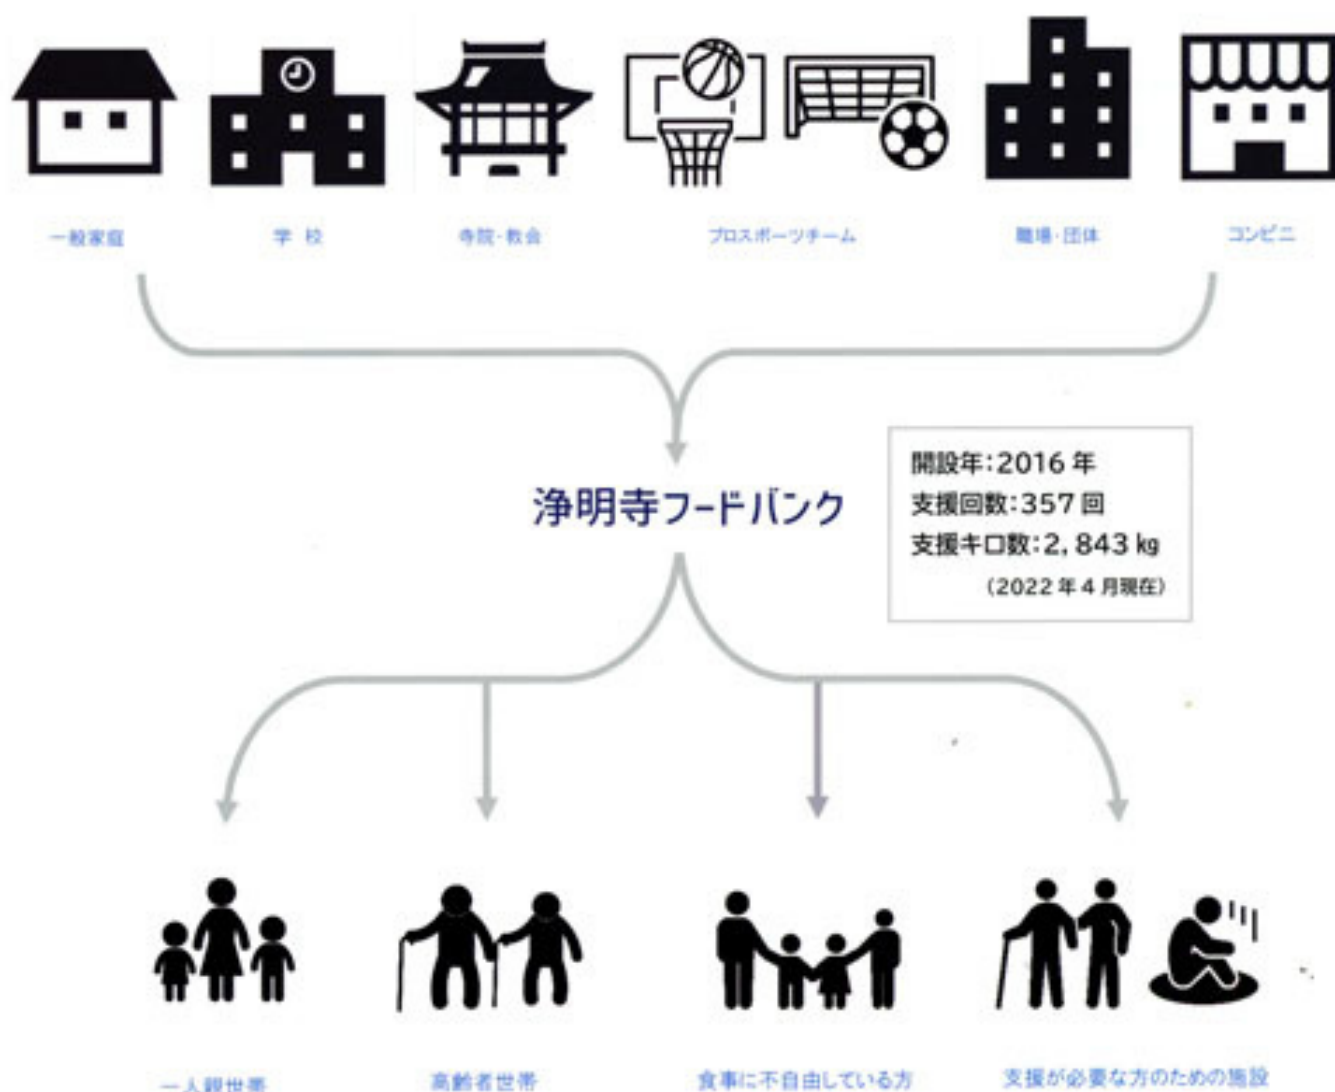 一般家庭
学校
寺院・教会
プロスポーツチーム
職場・団体
コンビニ
浄明寺フードバンク
開設年:2016年
支援回数:357回
支援キロ数:2,843kg
(2022年4月現在)
一人親世帯
高齢者世帯
食事に不自由している方
支援が必要な方のための施設